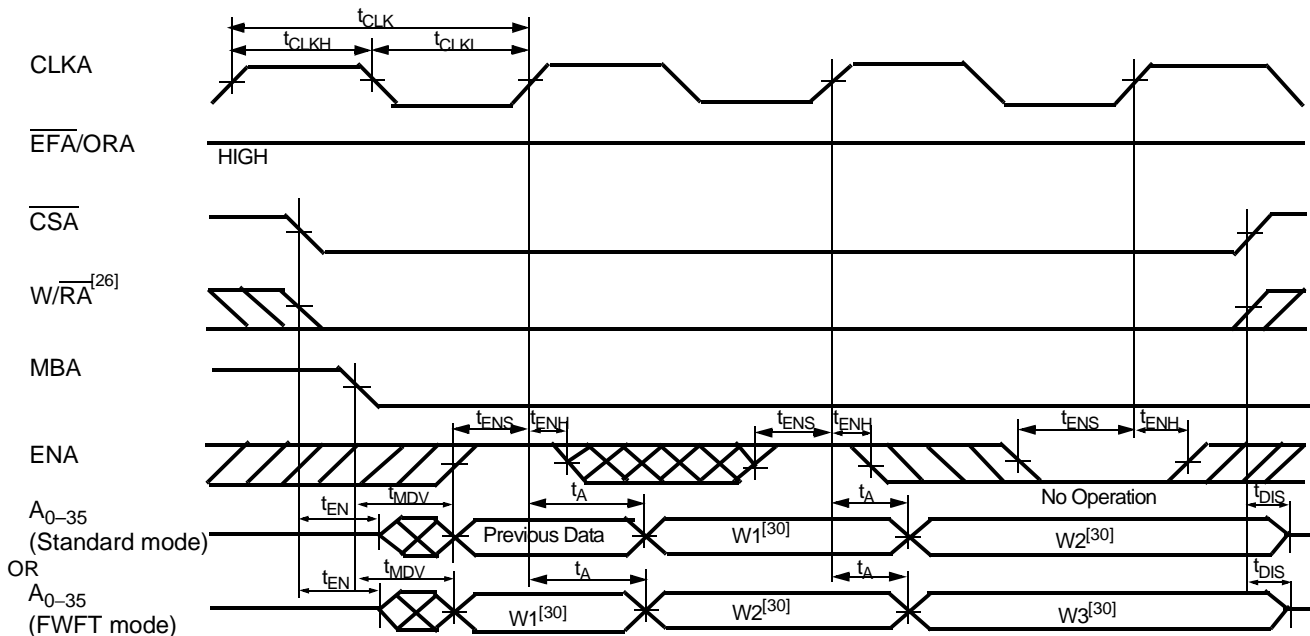 tCLK
tCLKH tCLKL
CLKA
EFA/ORA
HIGH
CSA
W/RA[26]
MBA
tENS tENH tENS tENH tENS tENH
ENA
tMDV tA tA No Operation
tEN tDIS
A0–35
(Standard mode)
Previous Data W1[30] W2[30]
OR
tEN tMDV tA tA tDIS
A0–35
(FWFT mode)
W1[30] W2[30] W3[30]